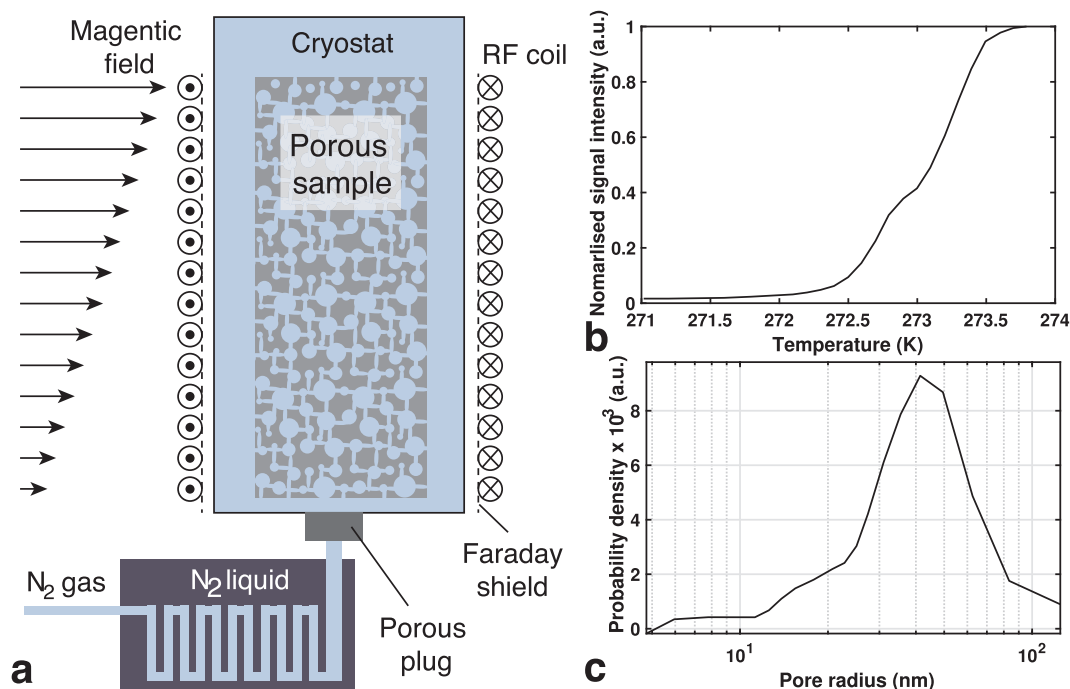 Magentic
field
Cryostat
RF coil
Porous
sample
N2 gas
N2 liquid
Faraday
shield
Porous
plug
a
Nomarlised signal intensity (a.u.)
1
0.8
0.6
0.4
0.2
0
271 271.5 272 272.5 273 273.5 274
Temperature (K)
b
Probability density x 10^3 (a.u.)
8
6
4
2
0
10^1 10^2
Pore radius (nm)
c